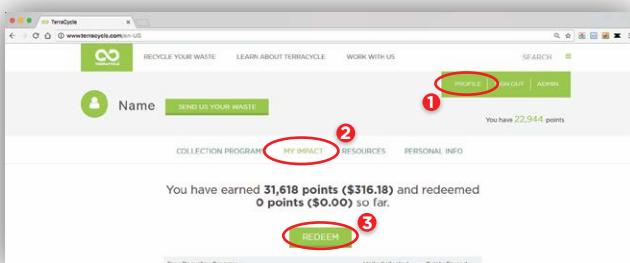 TerraCycle
www.terracycle.com/en-US
TERRACYCLE
RECYCLE YOUR WASTE LEARN ABOUT TERRACYCLE WORK WITH US SEARCH
PROFILE SIGN OUT ADMIN
1
Name SEND US YOUR WASTE
You have 22,944 points
2
COLLECTION PROGRAMS MY IMPACT RESOURCES PERSONAL INFO
You have earned 31,618 points ($316.18) and redeemed
0 points ($0.00) so far.
3
REDEEM